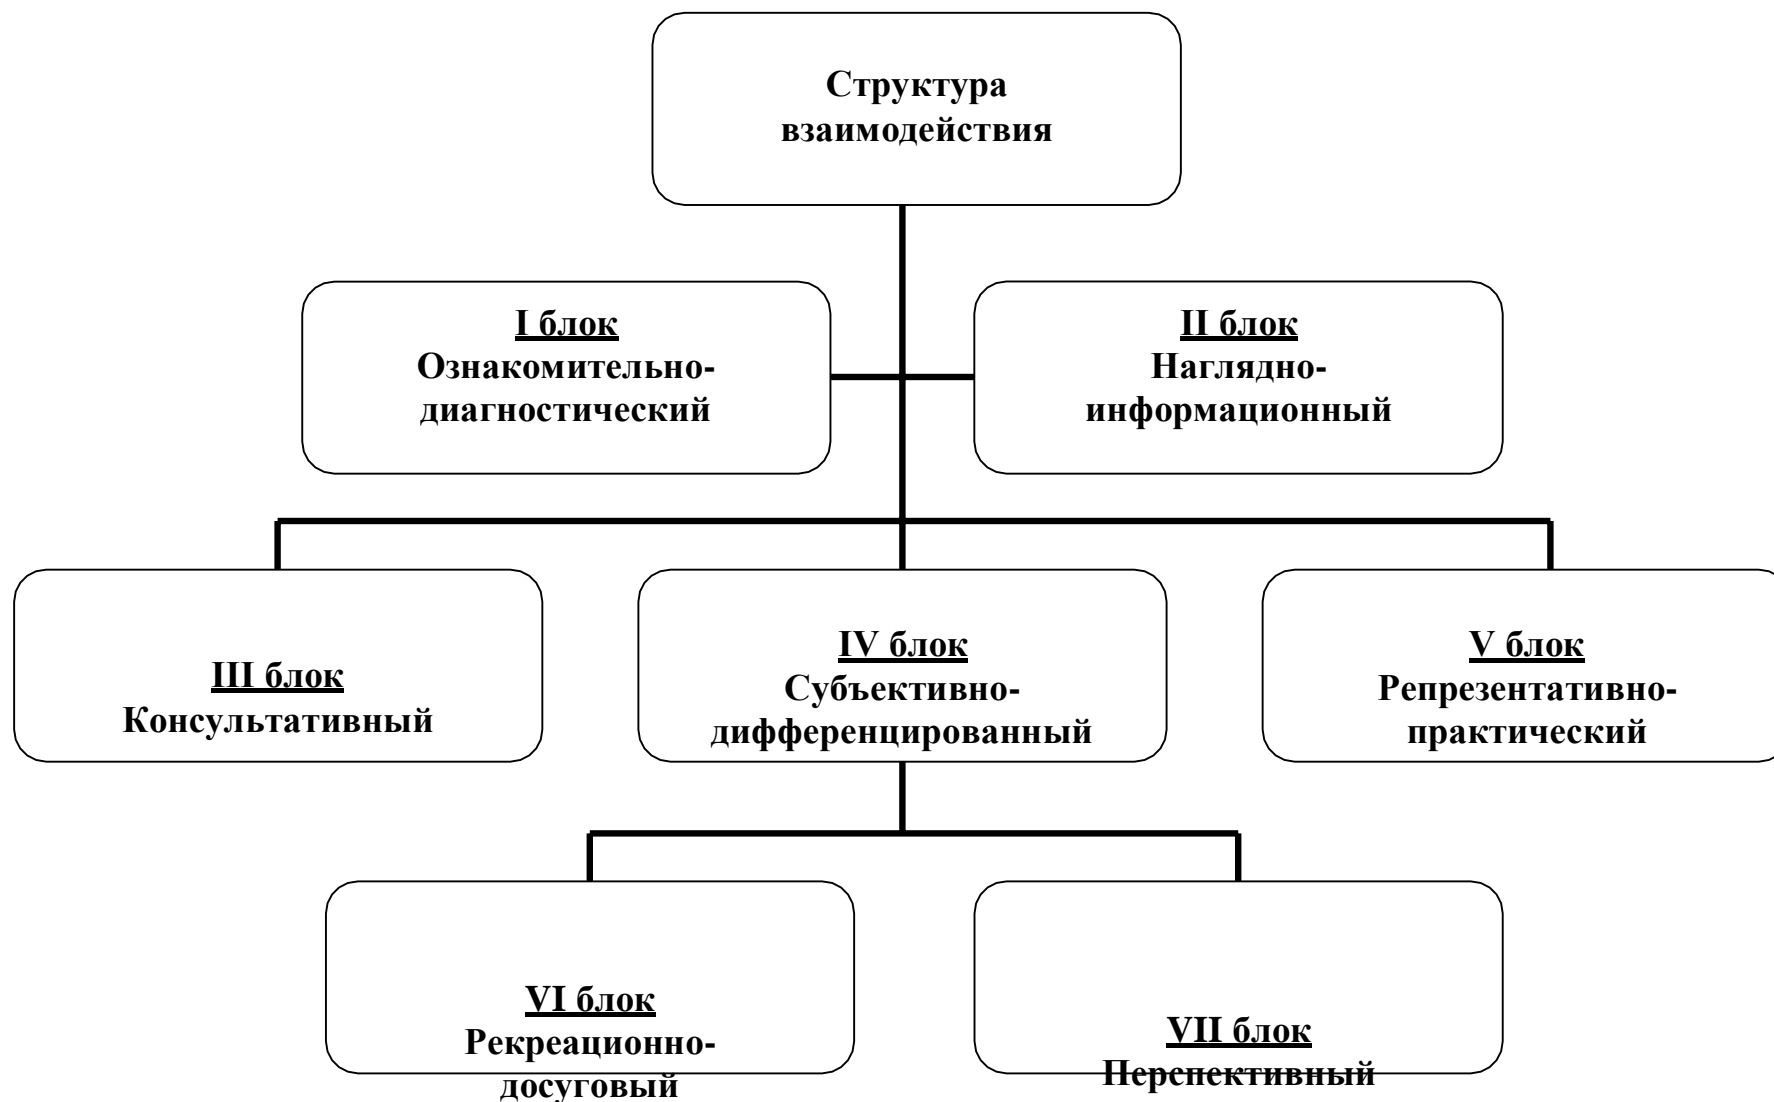 Структура
взаимодействия
I блок
Ознакомительно-
диагностический
II блок
Наглядно-
информационный
III блок
Консультативный
IV блок
Субъективно-
дифференцированный
V блок
Репрезентативно-
практический
VI блок
Рекреационно-
досуговый
VII блок
Перспективный